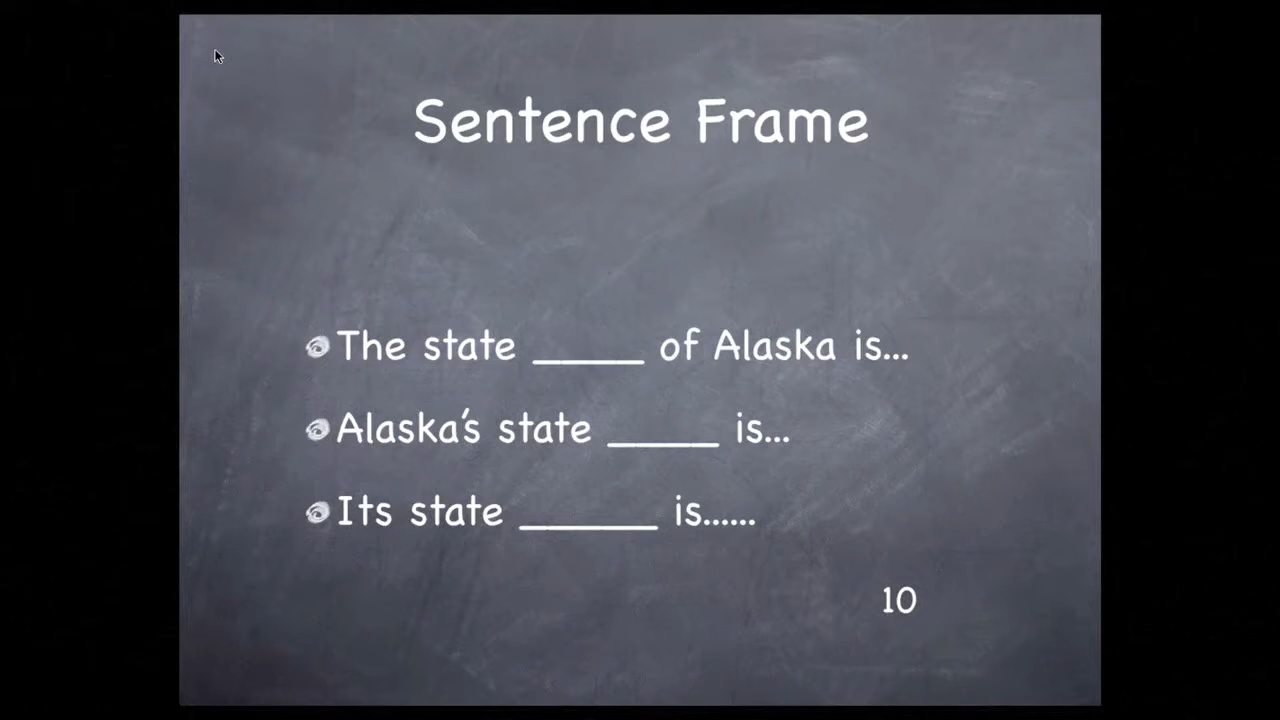 Sentence Frame
The state _____ of Alaska is...
Alaska's state _____ is...
Its state ______ is......
10